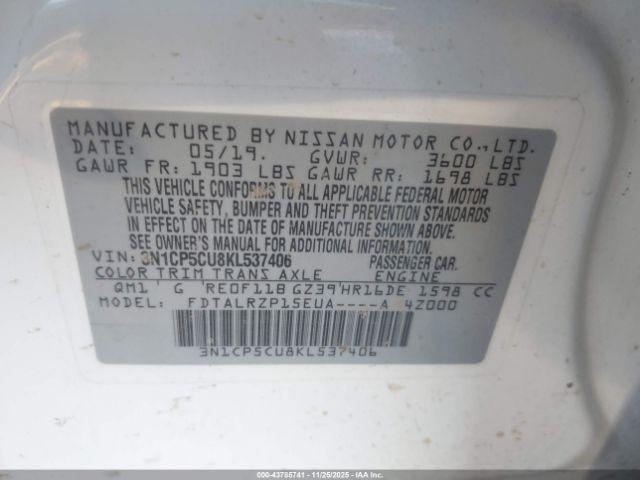 MANUFACTURED BY NISSAN MOTOR CO., LTD.
DATE: 05/19. GVWR: 3600 LBS
GAWR FR: 1903 LBS GAWR RR: 1698 LBS
THIS VEHICLE CONFORMS TO ALL APPLICABLE FEDERAL MOTOR
VEHICLE SAFETY, BUMPER AND THEFT PREVENTION STANDARDS
IN EFFECT ON THE DATE OF MANUFACTURE SHOWN ABOVE.
SEE OWNER'S MANUAL FOR ADDITIONAL INFORMATION.
VIN: 3N1CP5CU8KL537406 PASSENGER CAR.
COLOR TRIM TRANS AXLE ENGINE
QM1 G RE0F11B GZ39 HR16DE 1598 CC
MODEL: FDTALRZP15EUA----A 4Z000
3N1CP5CU8KL537406
000-43785741 - 11/25/2025 - IAA Inc.